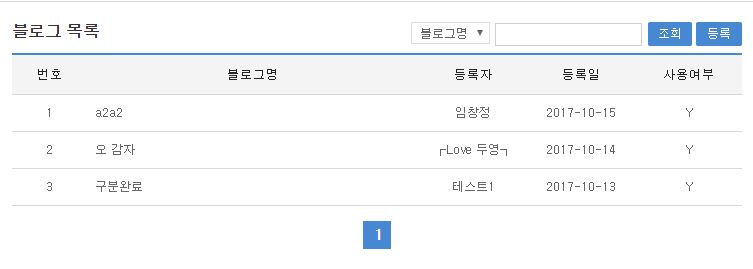 블로그 목록 블로그명 ▼ 조회 등록
번호 블로그명 등록자 등록일 사용여부
1 a2a2 임창정 2017-10-15 Y
2 오 감자 ┌Love 두영┐ 2017-10-14 Y
3 구분완료 테스트1 2017-10-13 Y
1